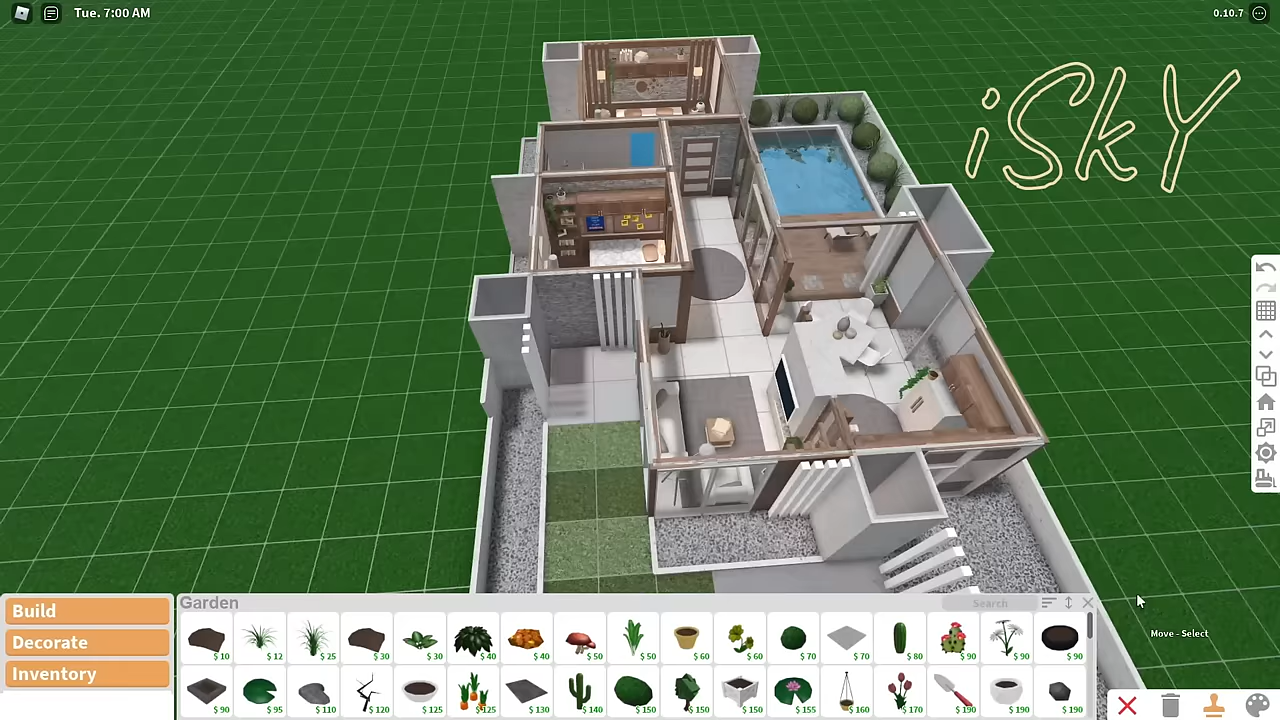 Tue. 7:00 AM
0.10.7
iSkY
Move - Select
Build
Decorate
Inventory
Garden
Search
$ 10 $ 12 $ 25 $ 30 $ 30 $ 40 $ 40 $ 50 $ 50 $ 60 $ 60 $ 70 $ 70 $ 80 $ 90 $ 90 $ 90
$ 90 $ 95 $ 110 $ 120 $ 125 $ 125 $ 130 $ 140 $ 150 $ 150 $ 150 $ 155 $ 160 $ 170 $ 190 $ 190 $ 190